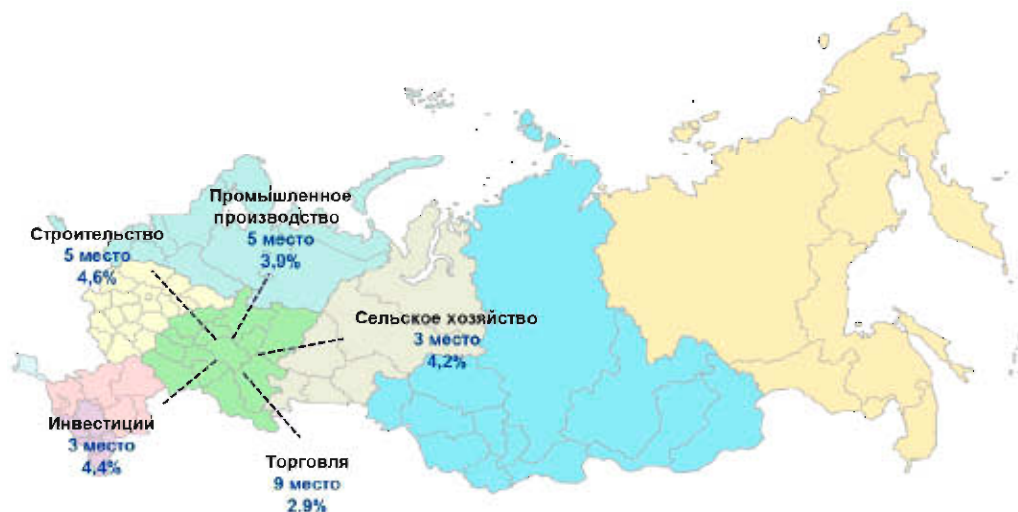 Промышленное
производство
5 место
3,9%
Строительство
5 место
4,6%
Сельское хозяйство
3 место
4,2%
Инвестиции
3 место
4,4%
Торговля
9 место
2,9%